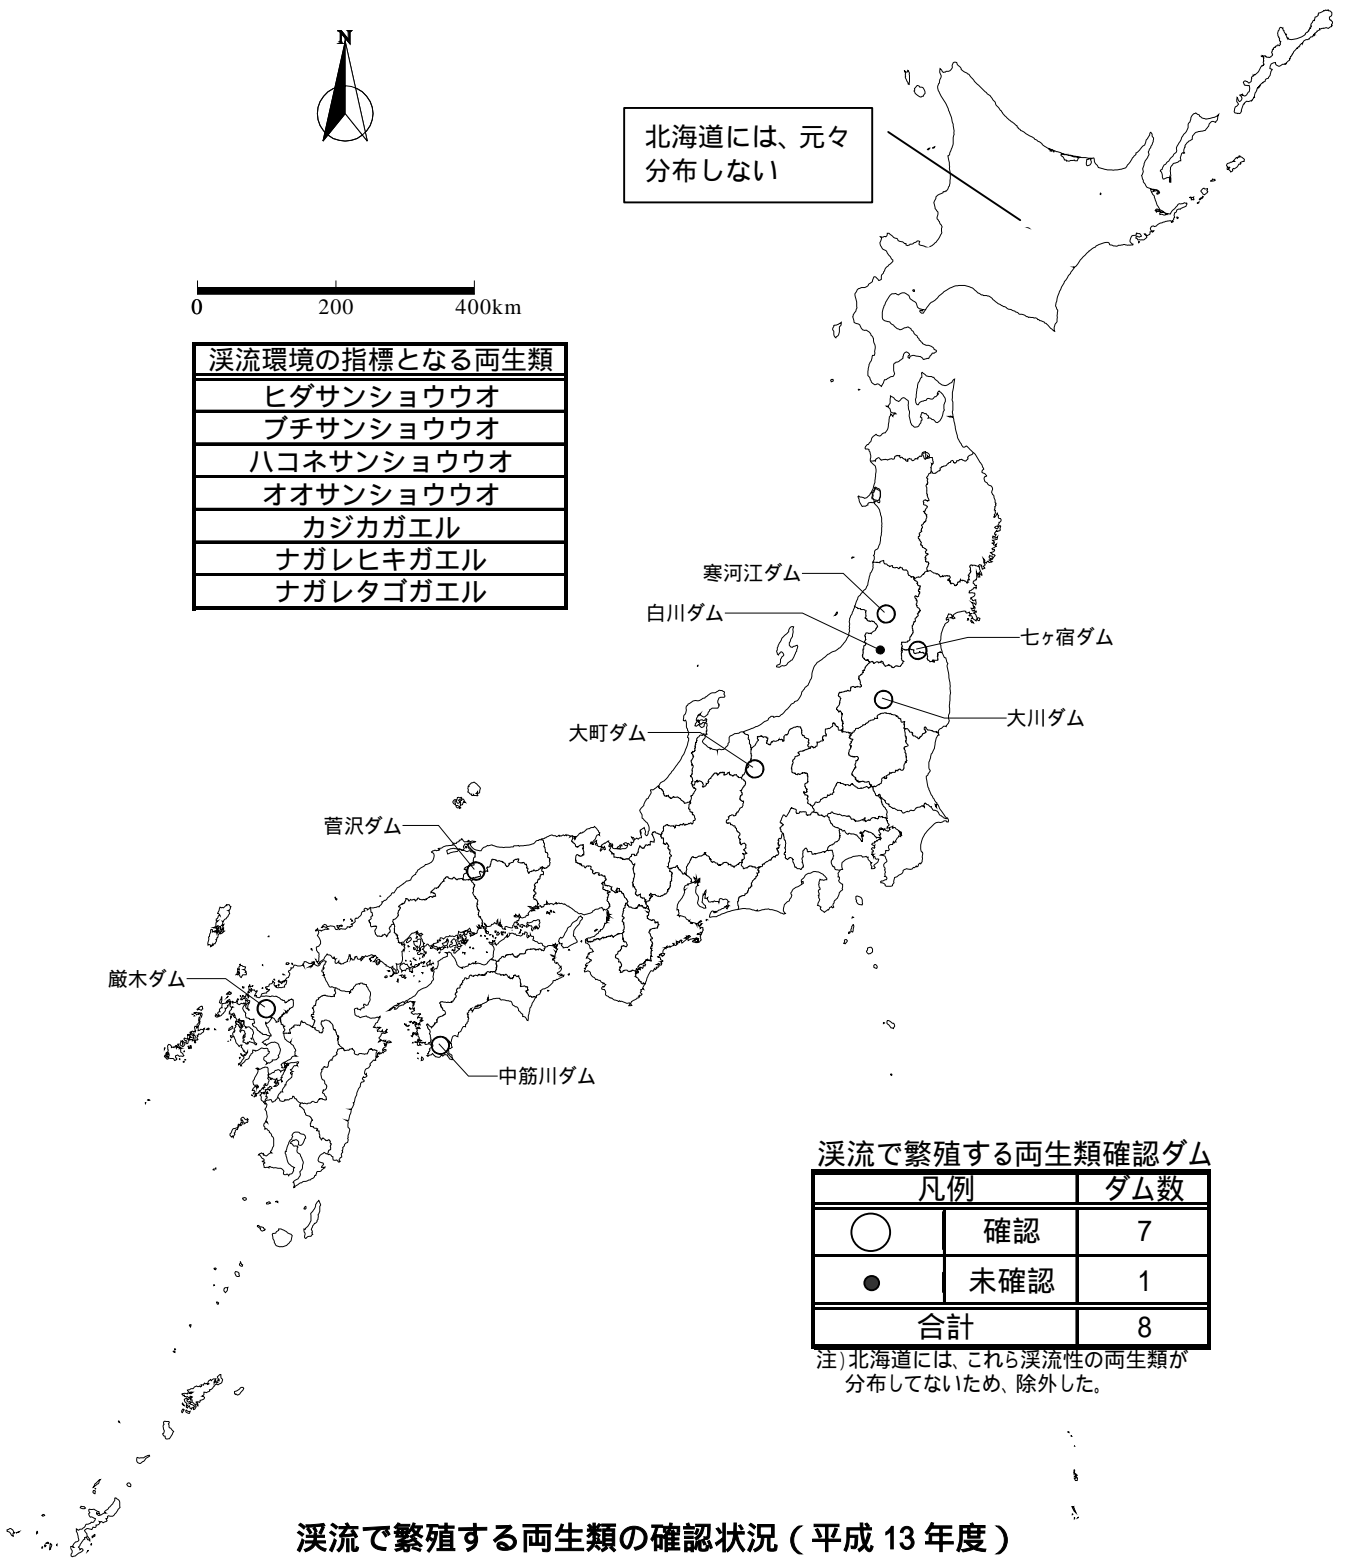 N
北海道には、元々
分布しない
0 200 400km
渓流環境の指標となる両生類
ヒダサンショウウオ
ブチサンショウウオ
ハコネサンショウウオ
オオサンショウウオ
カジカガエル
ナガレヒキガエル
ナガレタゴガエル
寒河江ダム
白川ダム
七ヶ宿ダム
大川ダム
大町ダム
菅沢ダム
厳木ダム
中筋川ダム
渓流で繁殖する両生類確認ダム
凡例 ダム数
確認 7
未確認 1
合計 8
注)北海道には、これら渓流性の両生類が
分布してないため、除外した。
渓流で繁殖する両生類の確認状況(平成 13 年度)